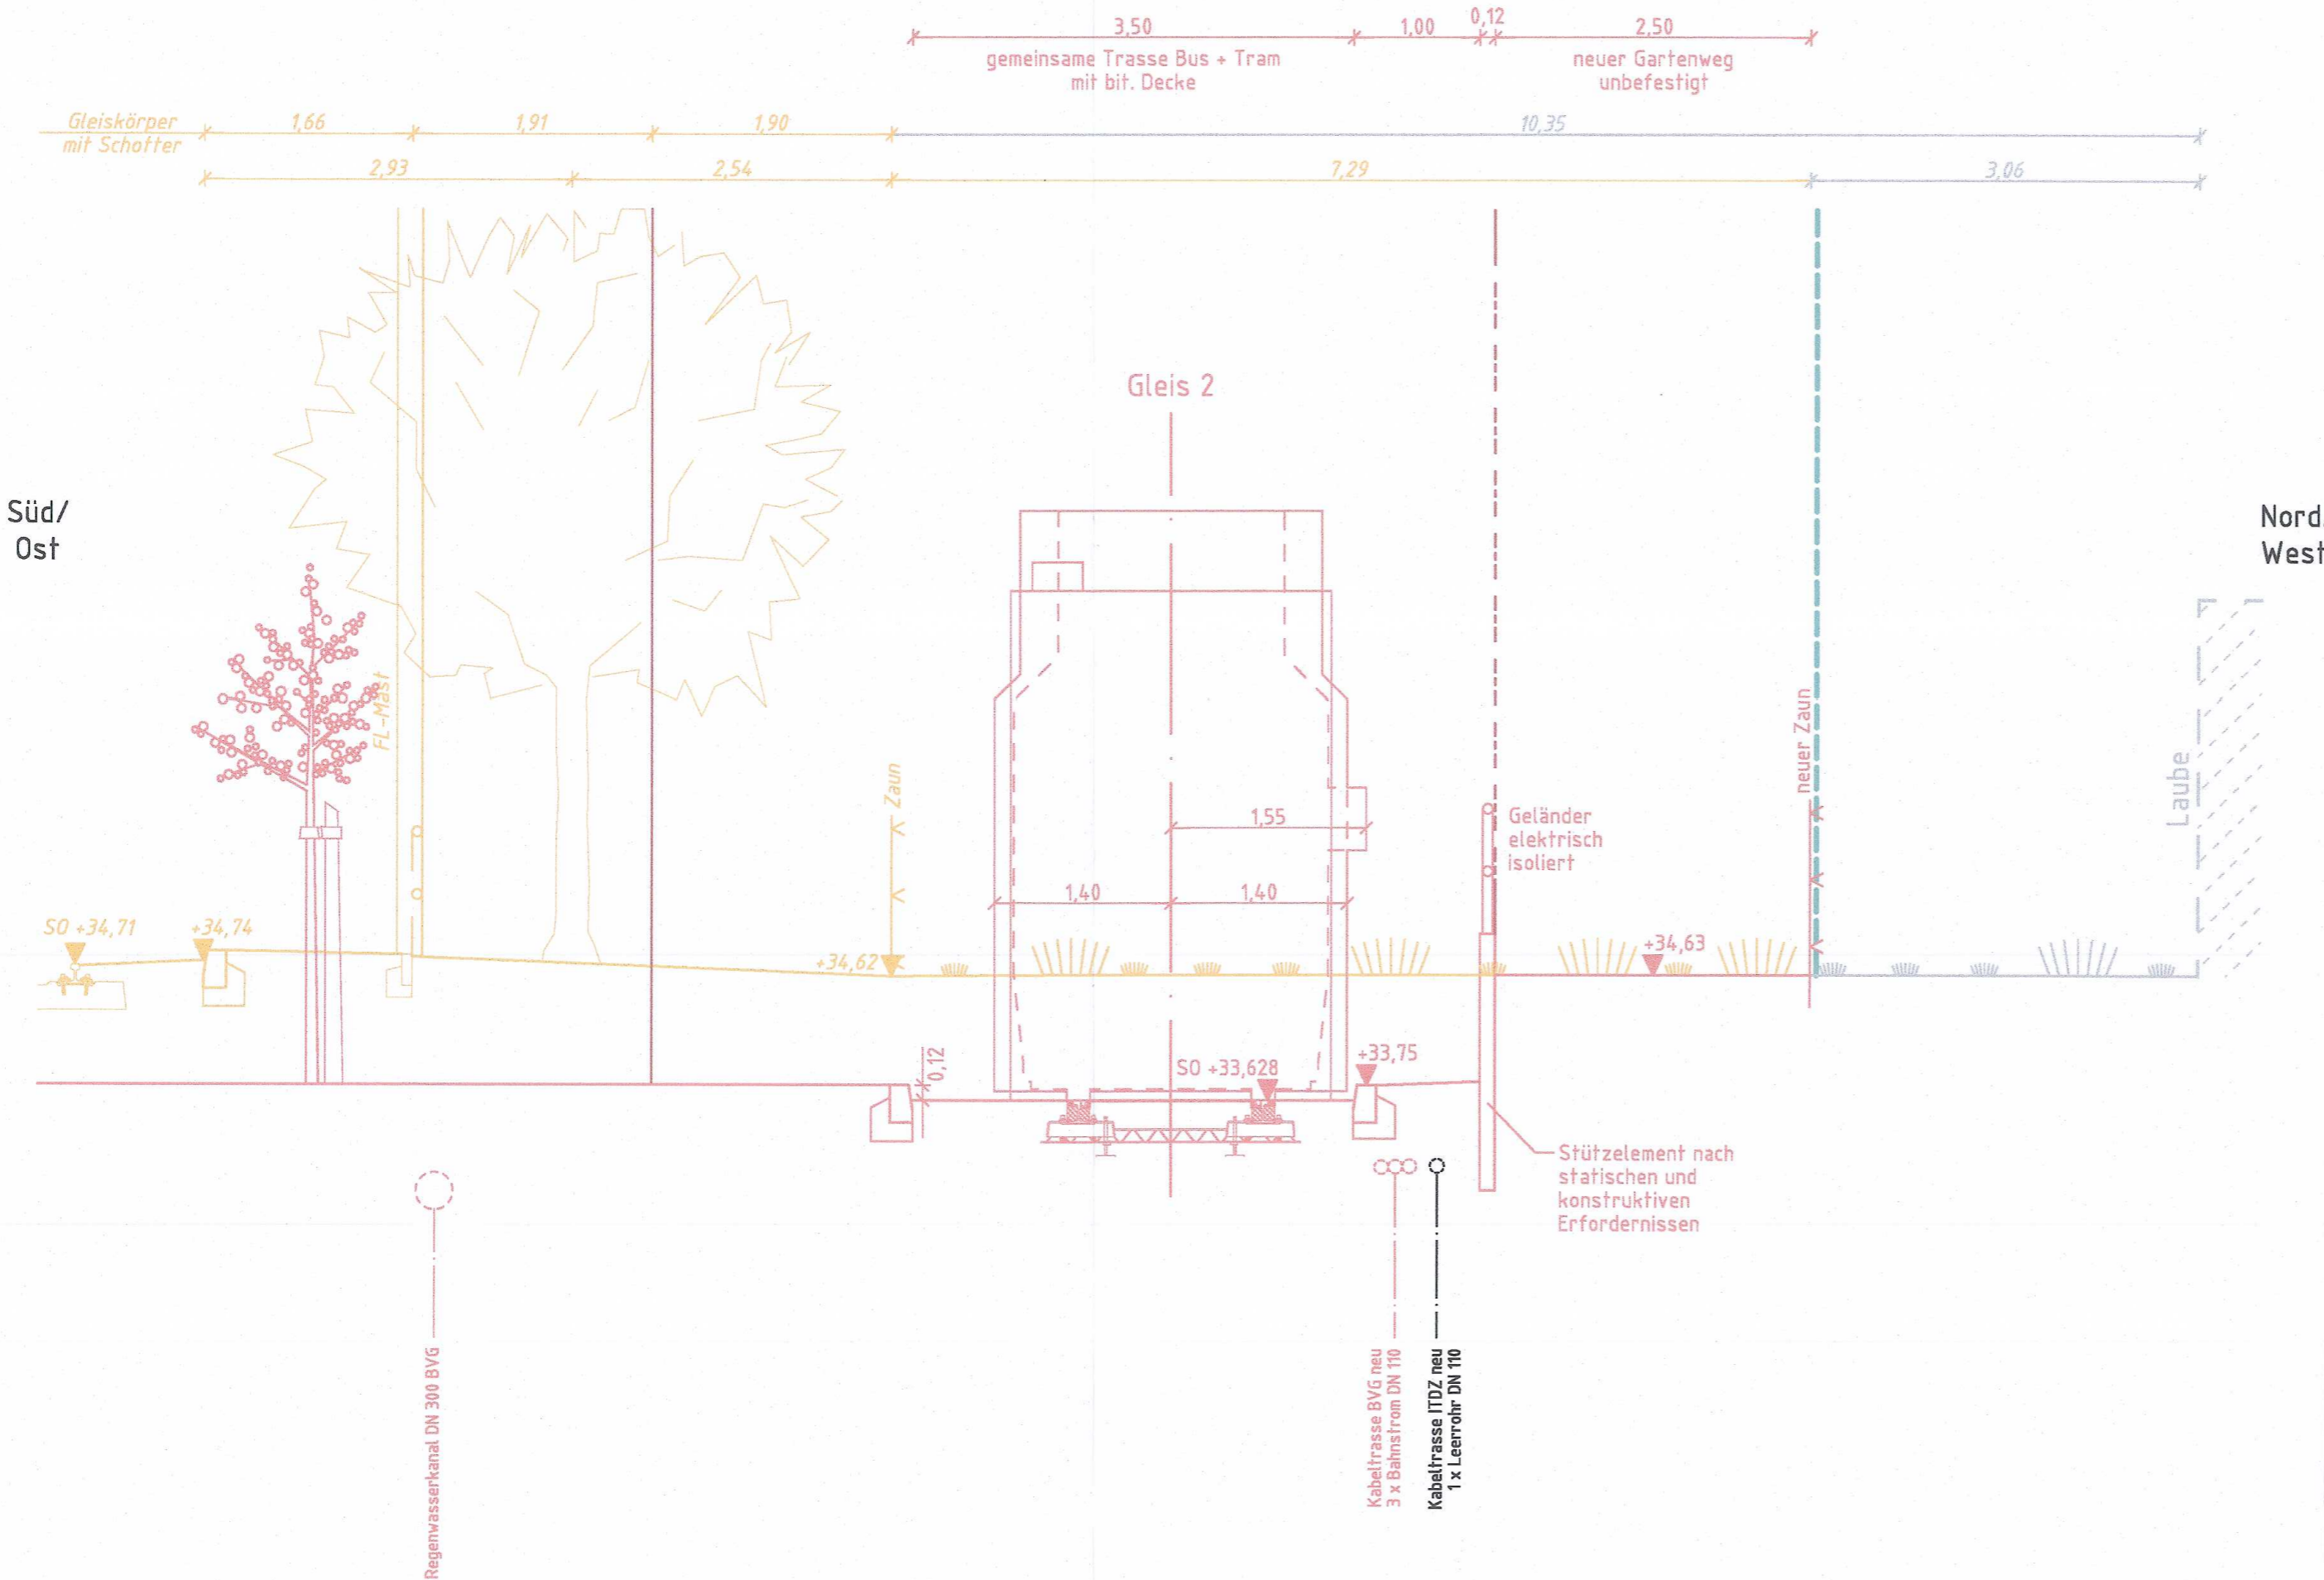 3,50
1,00
0,12
2,50
gemeinsame Trasse Bus + Tram
mit bit. Decke
neuer Gartenweg
unbefestigt
Gleiskörper
mit Schotter
1,66
1,91
1,90
10,35
2,93
2,54
7,29
3,06
Gleis 2
Süd/
Ost
Nord
West
FL-Mast
Zaun
neuer Zaun
Laube
1,55
Geländer
elektrisch
isoliert
1,40
1,40
SO +34,71
+34,74
+34,62
+34,63
0,12
SO +33,628
+33,75
Stützelement nach
statischen und
konstruktiven
Erfordernissen
Regenwasserkanal DN 300 BVG
Kabeltrasse BVG neu
3 x Bahnstrom DN 110
Kabeltrasse ITDZ neu
1 x Leerrohr DN 110